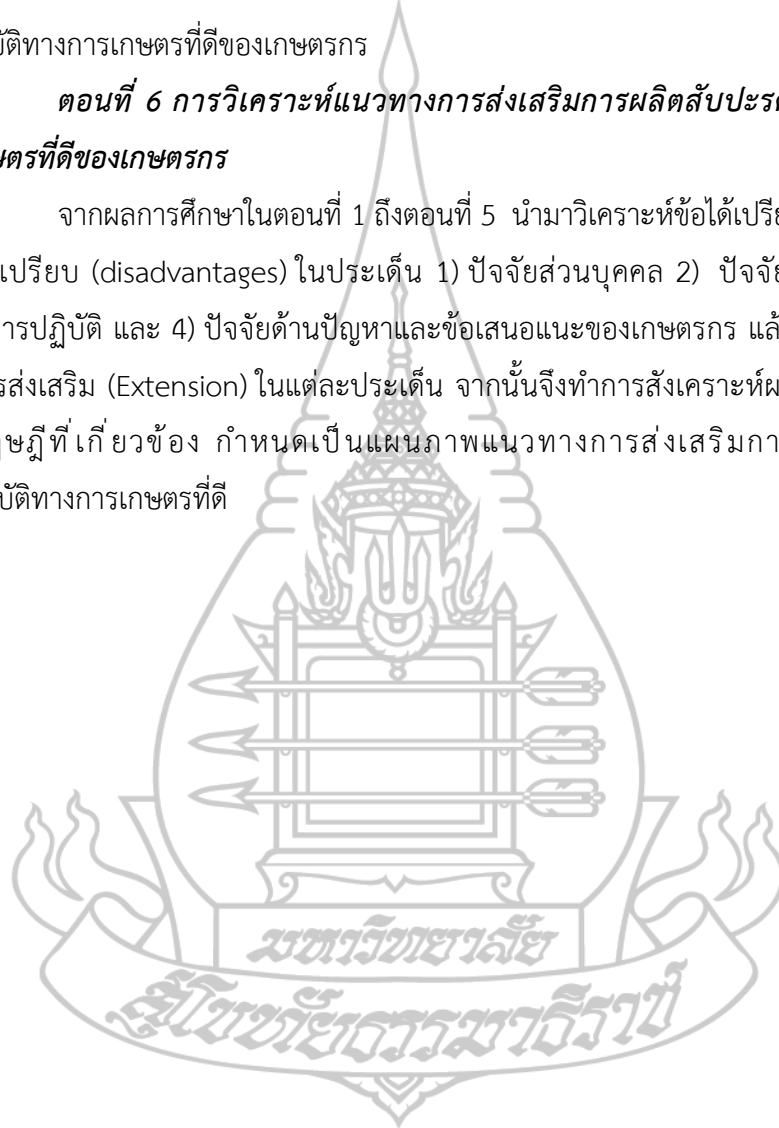 บัติทางการเกษตรที่ดีของเกษตรกร
ตอนที่ 6 การวิเคราะห์แนวทางการส่งเสริมการผลิตสับปะรด
ษตรที่ดีของเกษตรกร
จากผลการศึกษาในตอนที่ 1 ถึงตอนที่ 5 นำมาวิเคราะห์ข้อได้เปรีย
เปรียบ (disadvantages) ในประเด็น 1) ปัจจัยส่วนบุคคล 2) ปัจจัย
ารปฏิบัติ และ 4) ปัจจัยด้านปัญหาและข้อเสนอแนะของเกษตรกร แล้
รส่งเสริม (Extension) ในแต่ละประเด็น จากนั้นจึงทำการสังเคราะห์ผ
ฤษฎีที่เกี่ยวข้อง กำหนดเป็นแผนภาพแนวทางการส่งเสริมกา
บัติทางการเกษตรที่ดี
มหาวิทยาลัย
สุโขทัยธรรมาธิราช